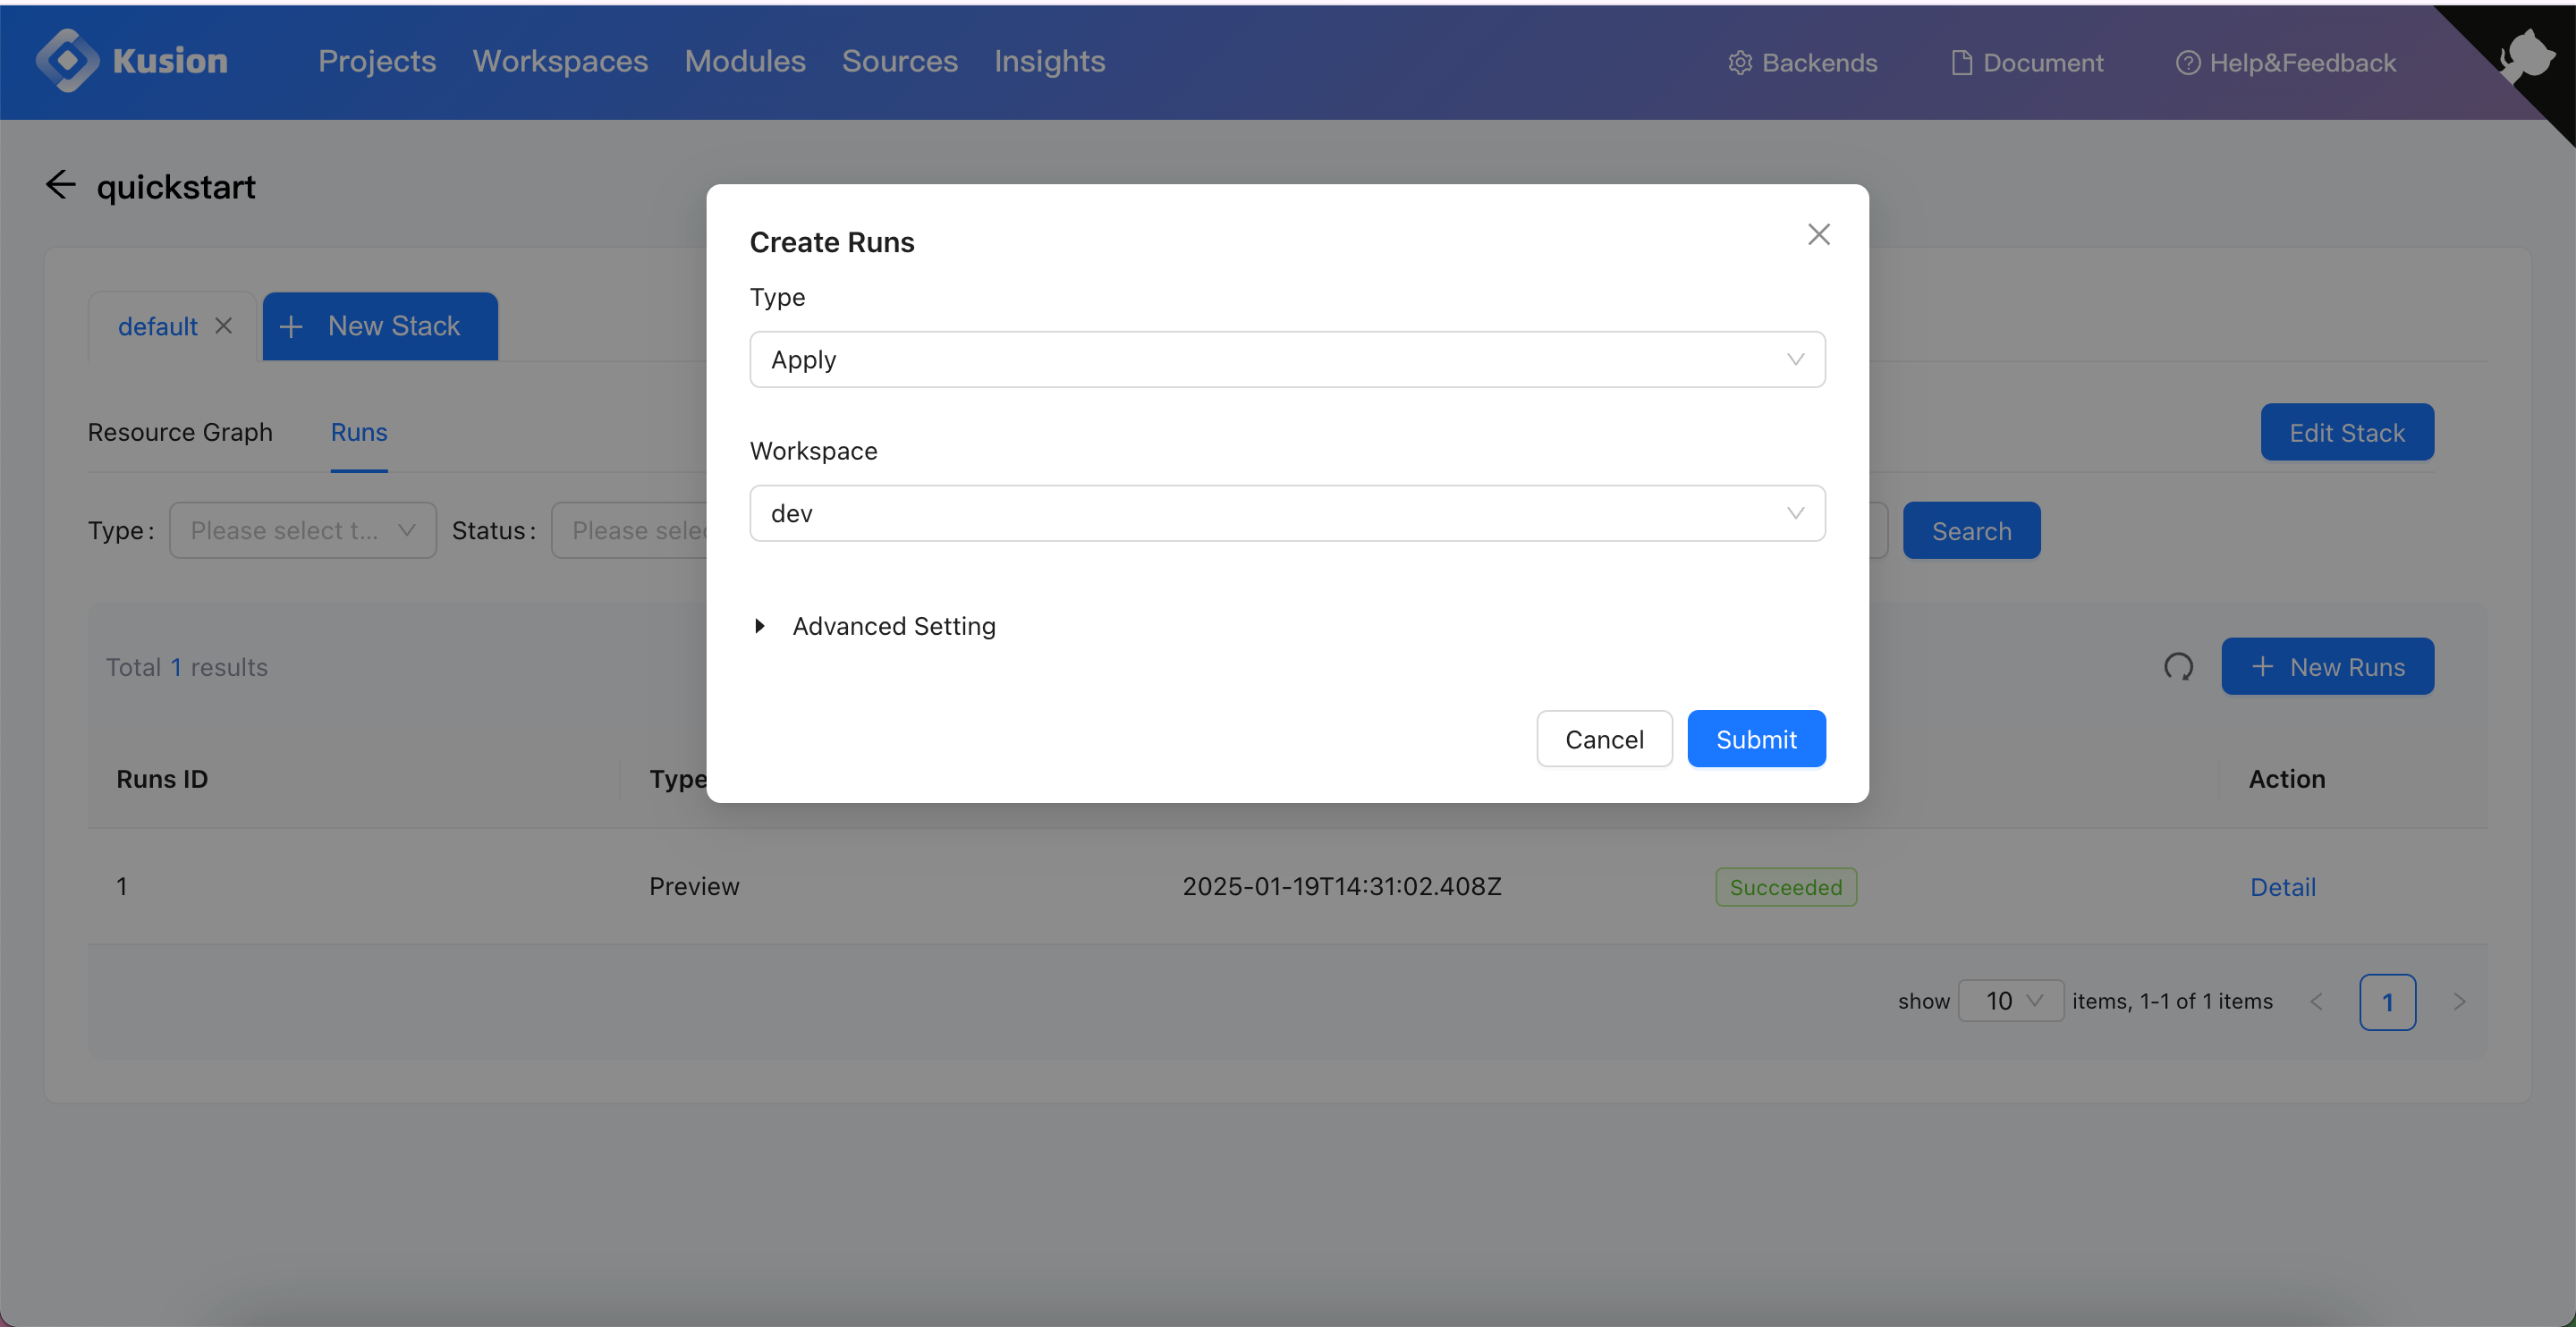 Kusion Projects Workspaces Modules Sources Insights Backends Document Help&Feedback
quickstart
Create Runs
Type
default New Stack
Apply
Resource Graph Runs Edit Stack
Workspace
dev
Type: Please select t... Status: Please sele Search
Advanced Setting
Total 1 results New Runs
Cancel Submit
Runs ID Type Action
1 Preview 2025-01-19T14:31:02.408Z Succeeded Detail
show 10 items, 1-1 of 1 items 1